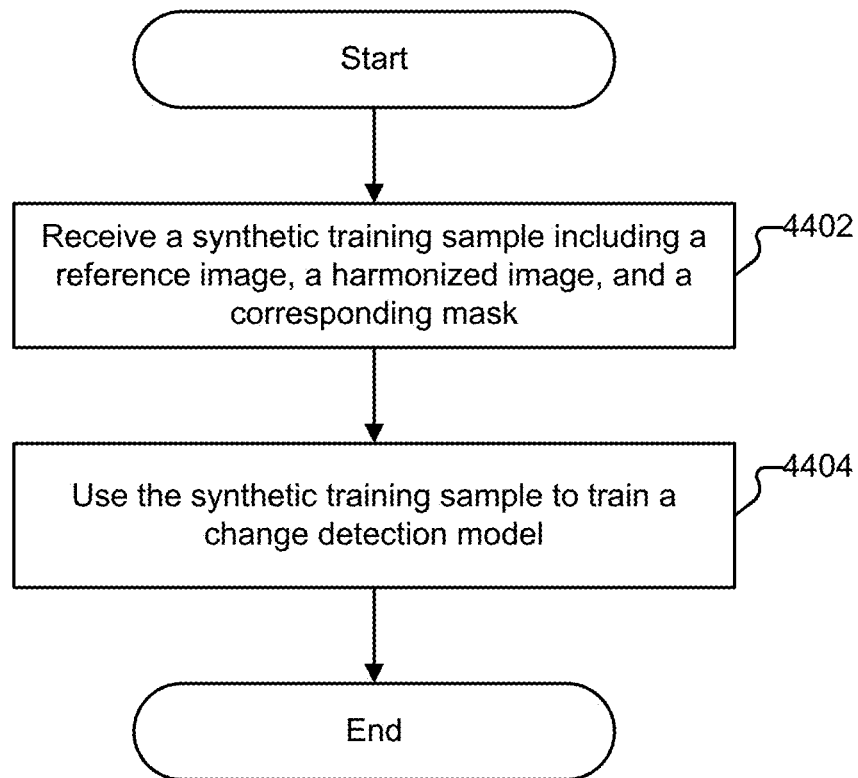 Start
Receive a synthetic training sample including a
reference image, a harmonized image, and a
corresponding mask
4402
Use the synthetic training sample to train a
change detection model
4404
End